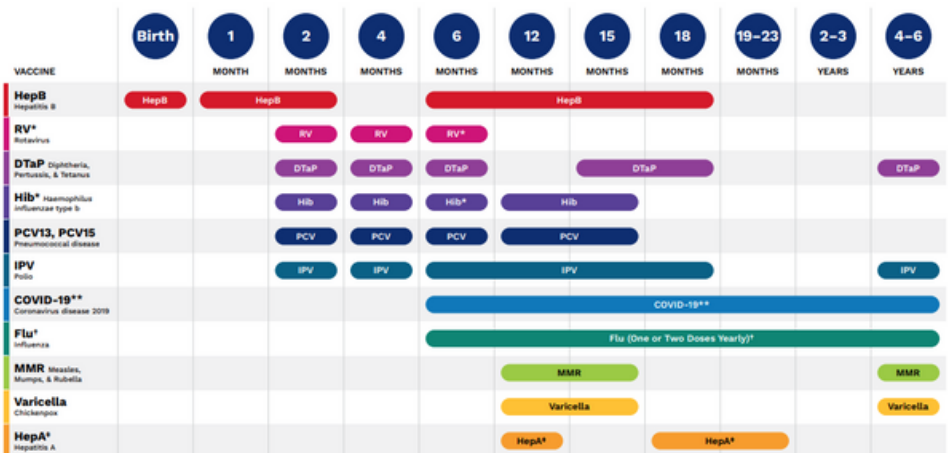 Birth 1 2 4 6 12 15 18 19–23 2–3 4–6
VACCINE MONTH MONTHS MONTHS MONTHS MONTHS MONTHS MONTHS MONTHS YEARS YEARS
HepB HepB HepB HepB
Hepatitis B
RV* RV RV RV*
Rotavirus
DTaP Diphtheria, DTaP DTaP DTaP DTaP DTaP
Pertussis, & Tetanus
Hib* Haemophilus Hib Hib Hib* Hib
influenzae type b
PCV13, PCV15 PCV PCV PCV PCV
Pneumococcal disease
IPV IPV IPV IPV IPV
Polio
COVID-19** COVID-19**
Coronavirus disease 2019
Flu† Flu (One or Two Doses Yearly)†
Influenza
MMR Measles, MMR MMR
Mumps, & Rubella
Varicella Varicella Varicella
Chickenpox
HepA‡ HepA‡ HepA‡
Hepatitis A